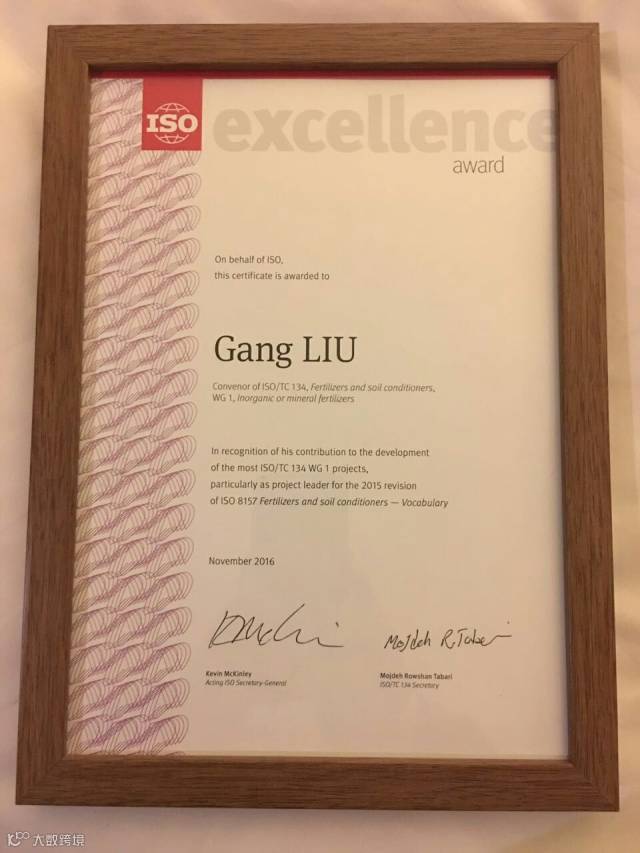 ISO
excellence
award
On behalf of ISO,
this certificate is awarded to
Gang LIU
Convenor of ISO/TC 134, Fertilizers and soil conditioners,
WG 1, Inorganic or mineral fertilizers
In recognition of his contribution to the development
of the most ISO/TC 134 WG 1 projects,
particularly as project leader for the 2015 revision
of ISO 8157 Fertilizers and soil conditioners — Vocabulary
November 2016
Mojdeh R.Tabari
Kevin McKinley
Acting ISO Secretary-General
Mojdeh Rowshan Tabari
ISO/TC 134 Secretary
大数跨境